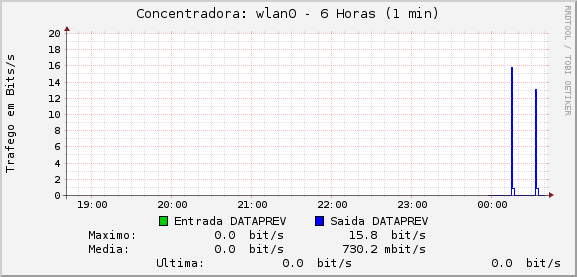 Concentradora: wlan0 - 6 Horas (1 min)
RRDTOOL / TOBI OETIKER
Trafego em Bits/s
20
18
16
14
12
10
8
6
4
2
0
19:00 20:00 21:00 22:00 23:00 00:00
Entrada DATAPREV Saida DATAPREV
Maximo: 0.0 bit/s 15.8 bit/s
Media: 0.0 bit/s 730.2 mbit/s
Ultima: 0.0 bit/s 0.0 bit/s